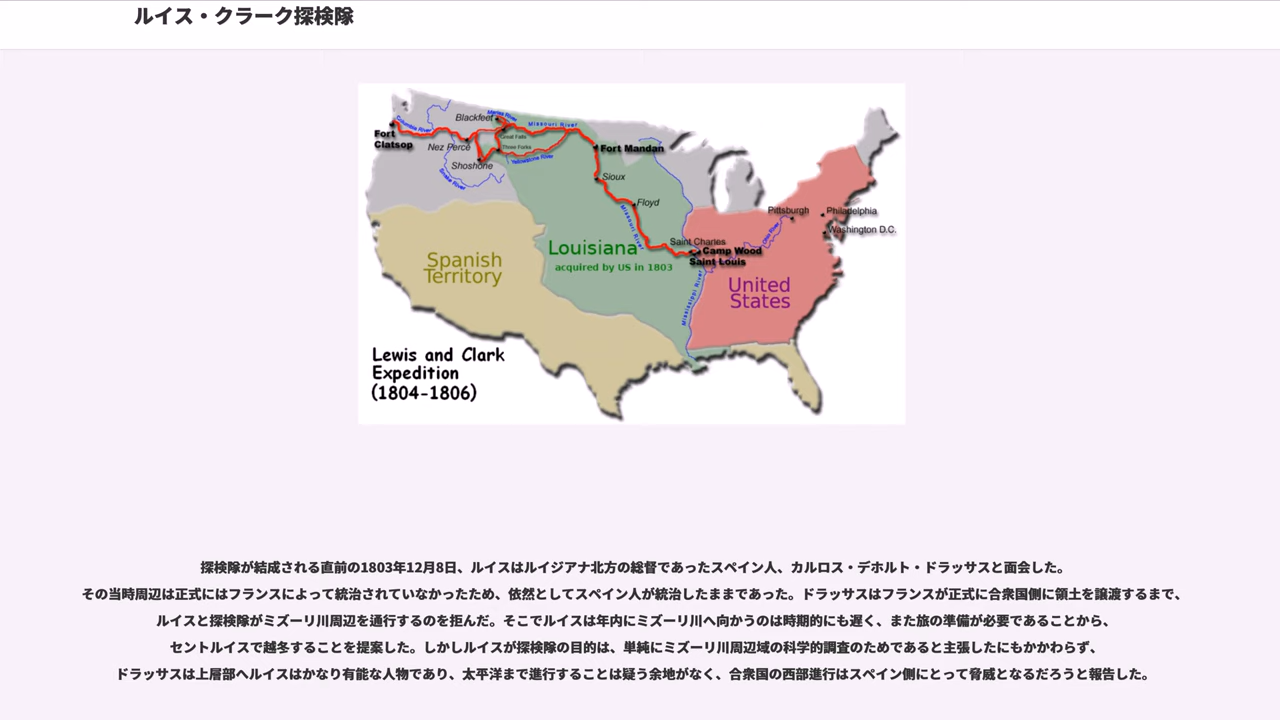 ルイス・クラーク探検隊
Blackfeet
Marias River
Missouri River
Columbia River
Fort
Clatsop
Great Falls
Nez Perce
Three Forks
Fort Mandan
Yellowstone River
Shoshone
Snake River
Sioux
Floyd
Missouri River
Pittsburgh
Philadelphia
Washington D.C.
Ohio River
Saint Charles
Camp Wood
Saint Louis
Louisiana
acquired by US in 1803
Spanish
Territory
United
States
Mississippi River
Lewis and Clark
Expedition
(1804-1806)
探検隊が結成される直前の1803年12月8日、ルイスはルイジアナ北方の総督であったスペイン人、カルロス・デホルト・ドラッサスと面会した。
その当時周辺は正式にはフランスによって統治されていなかったため、依然としてスペイン人が統治したままであった。ドラッサスはフランスが正式に合衆国側に領土を譲渡するまで、
ルイスと探検隊がミズーリ川周辺を通行するのを拒んだ。そこでルイスは年内にミズーリ川へ向かうのは時期的にも遅く、また旅の準備が必要であることから、
セントルイスで越冬することを提案した。しかしルイスが探検隊の目的は、単純にミズーリ川周辺域の科学的調査のためであると主張したにもかかわらず、
ドラッサスは上層部へルイスはかなり有能な人物であり、太平洋まで進行することは疑う余地がなく、合衆国の西部進行はスペイン側にとって脅威となるだろうと報告した。